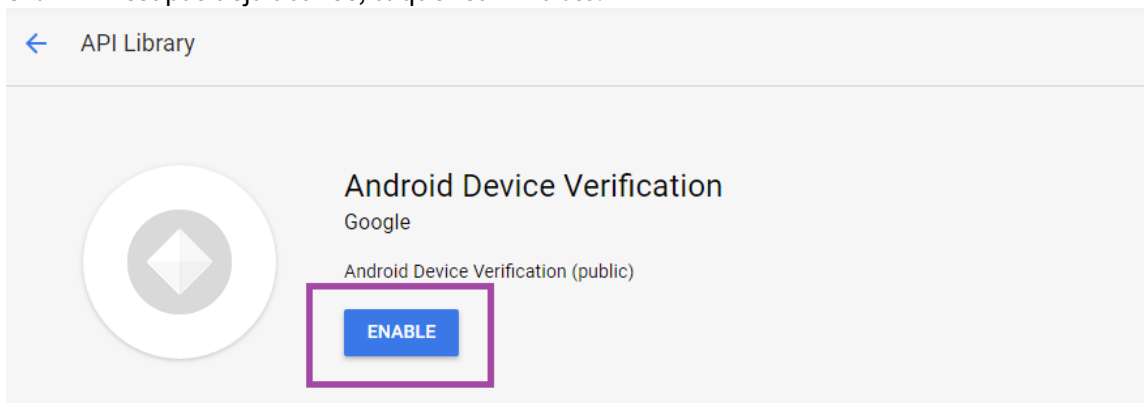 API Library
Android Device Verification
Google
Android Device Verification (public)
ENABLE